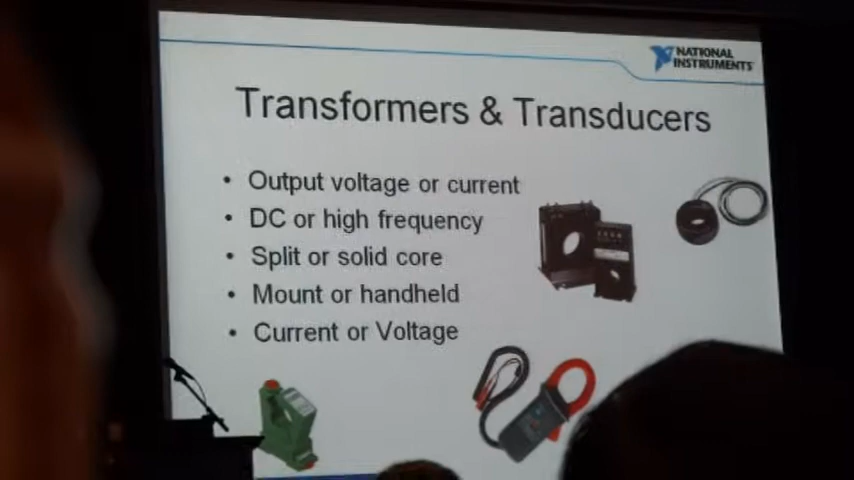 NATIONAL
INSTRUMENTS
Transformers & Transducers
• Output voltage or current
• DC or high frequency
• Split or solid core
• Mount or handheld
• Current or Voltage